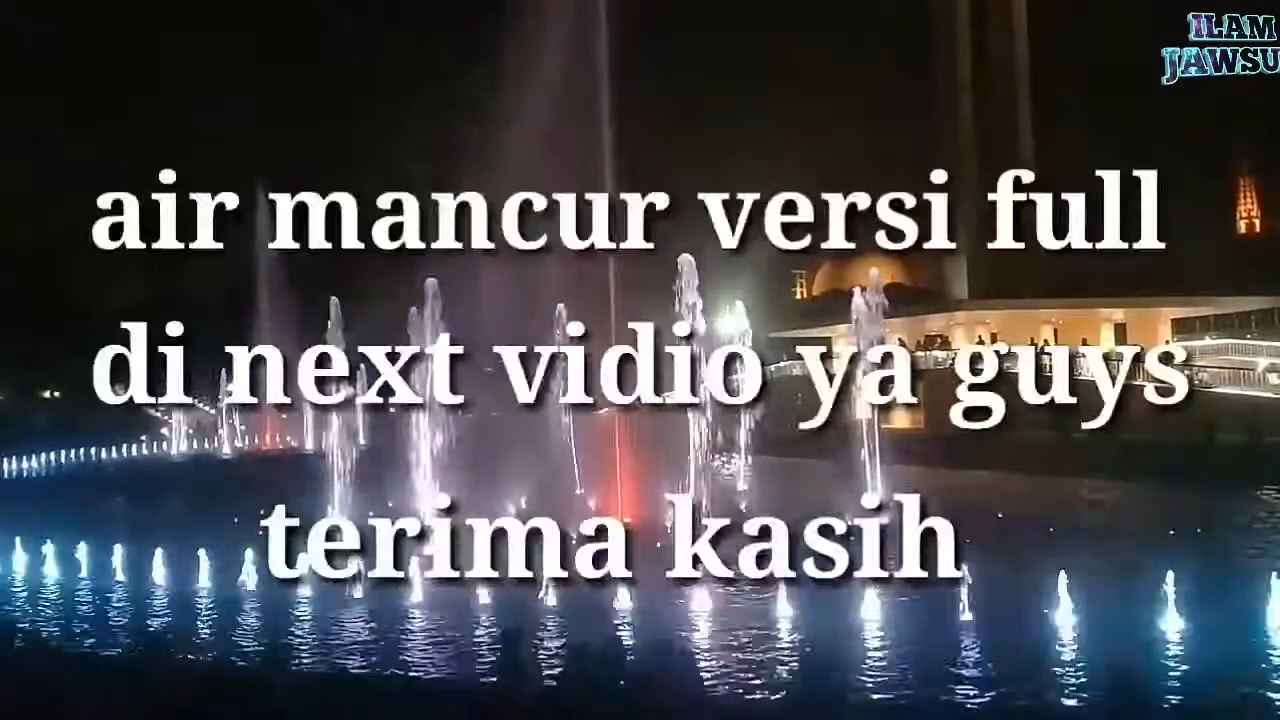 ILAM
JAWSU
air mancur versi full
di next vidio ya guys
terima kasih